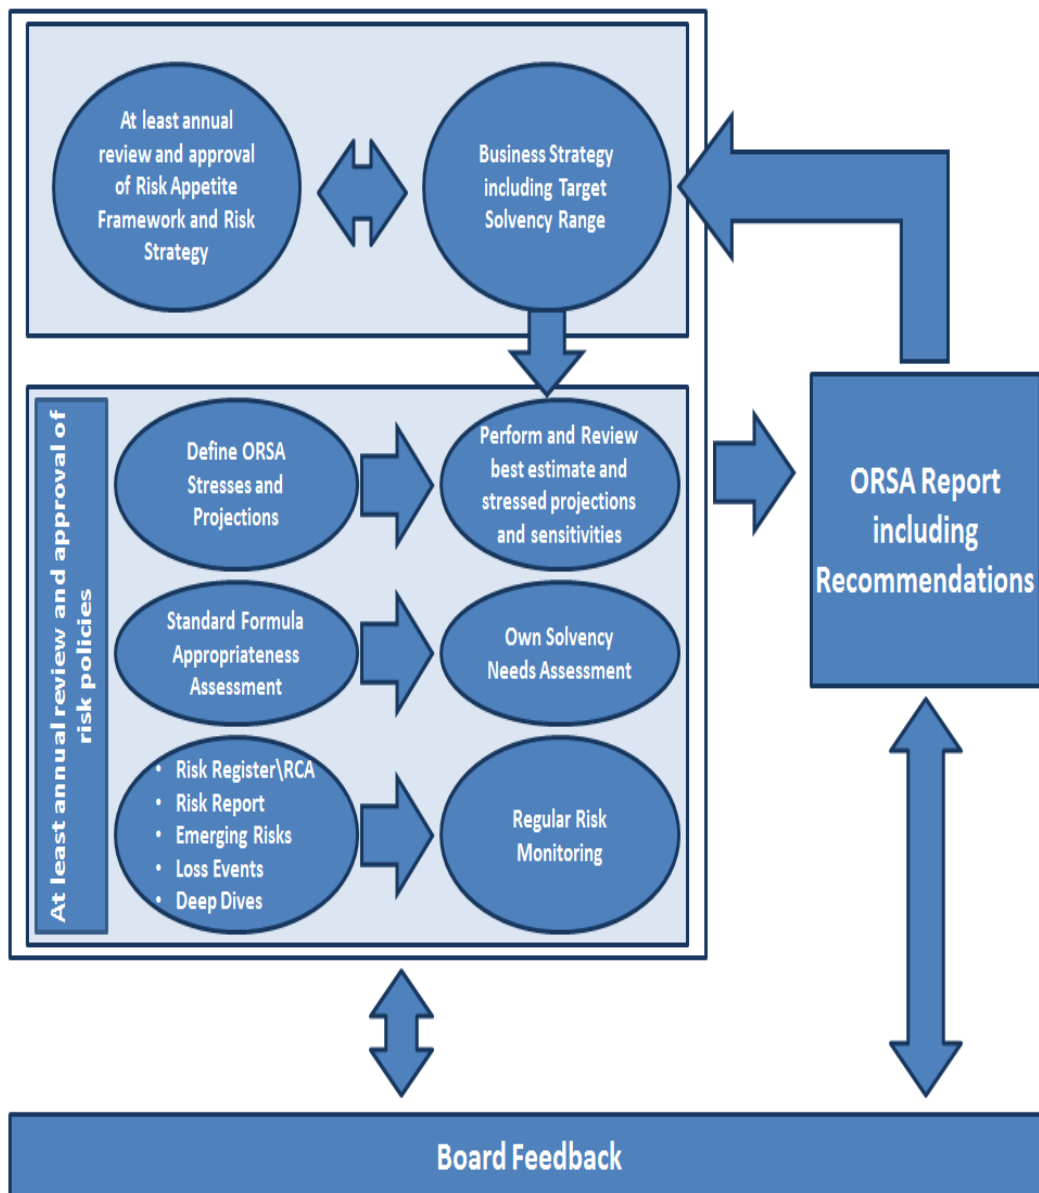 At least annual
review and approval
of Risk Appetite
Framework and Risk
Strategy
Business Strategy
including Target
Solvency Range
At least annual review and approval of
risk policies
Define ORSA
Stresses and
Projections
Perform and Review
best estimate and
stressed projections
and sensitivities
Standard Formula
Appropriateness
Assessment
Own Solvency
Needs Assessment
• Risk Register\RCA
• Risk Report
• Emerging Risks
• Loss Events
• Deep Dives
Regular Risk
Monitoring
ORSA Report
including
Recommendations
Board Feedback